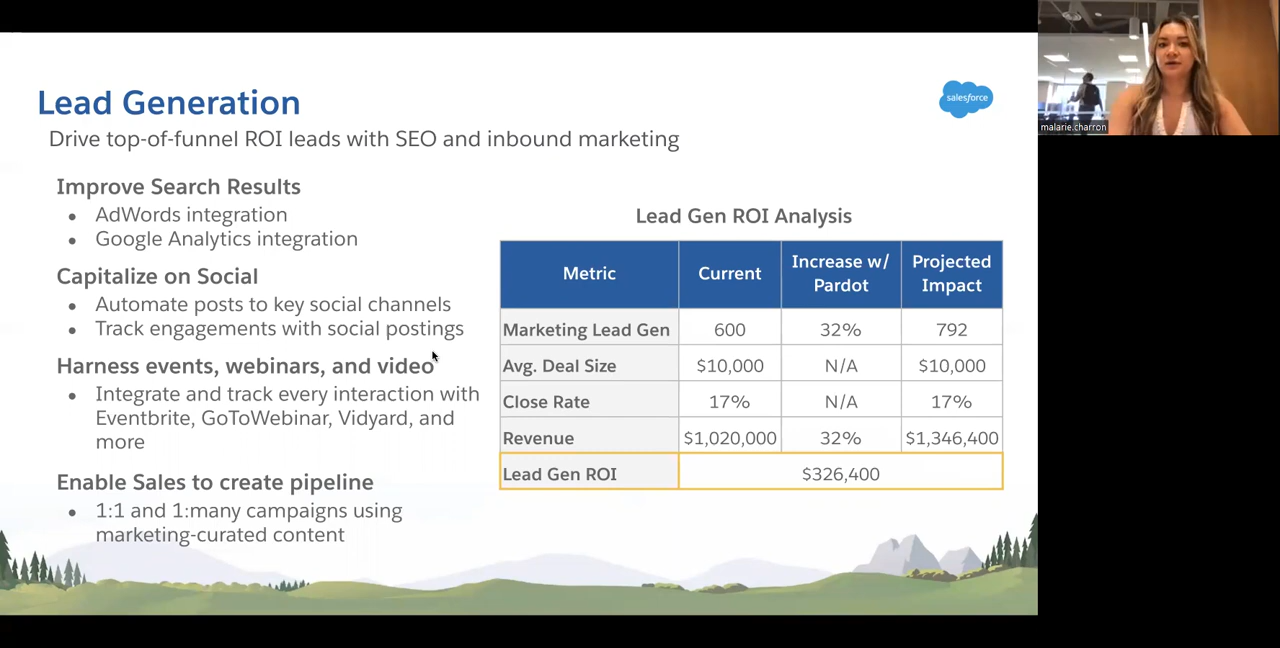 Lead Generation
salesforce
malarie.charron
Drive top-of-funnel ROI leads with SEO and inbound marketing
Improve Search Results
● AdWords integration
● Google Analytics integration
Capitalize on Social
● Automate posts to key social channels
● Track engagements with social postings
Harness events, webinars, and video
● Integrate and track every interaction with
Eventbrite, GoToWebinar, Vidyard, and
more
Enable Sales to create pipeline
● 1:1 and 1:many campaigns using
marketing-curated content
Lead Gen ROI Analysis
Metric Current Increase w/ Pardot Projected Impact
Marketing Lead Gen 600 32% 792
Avg. Deal Size $10,000 N/A $10,000
Close Rate 17% N/A 17%
Revenue $1,020,000 32% $1,346,400
Lead Gen ROI $326,400